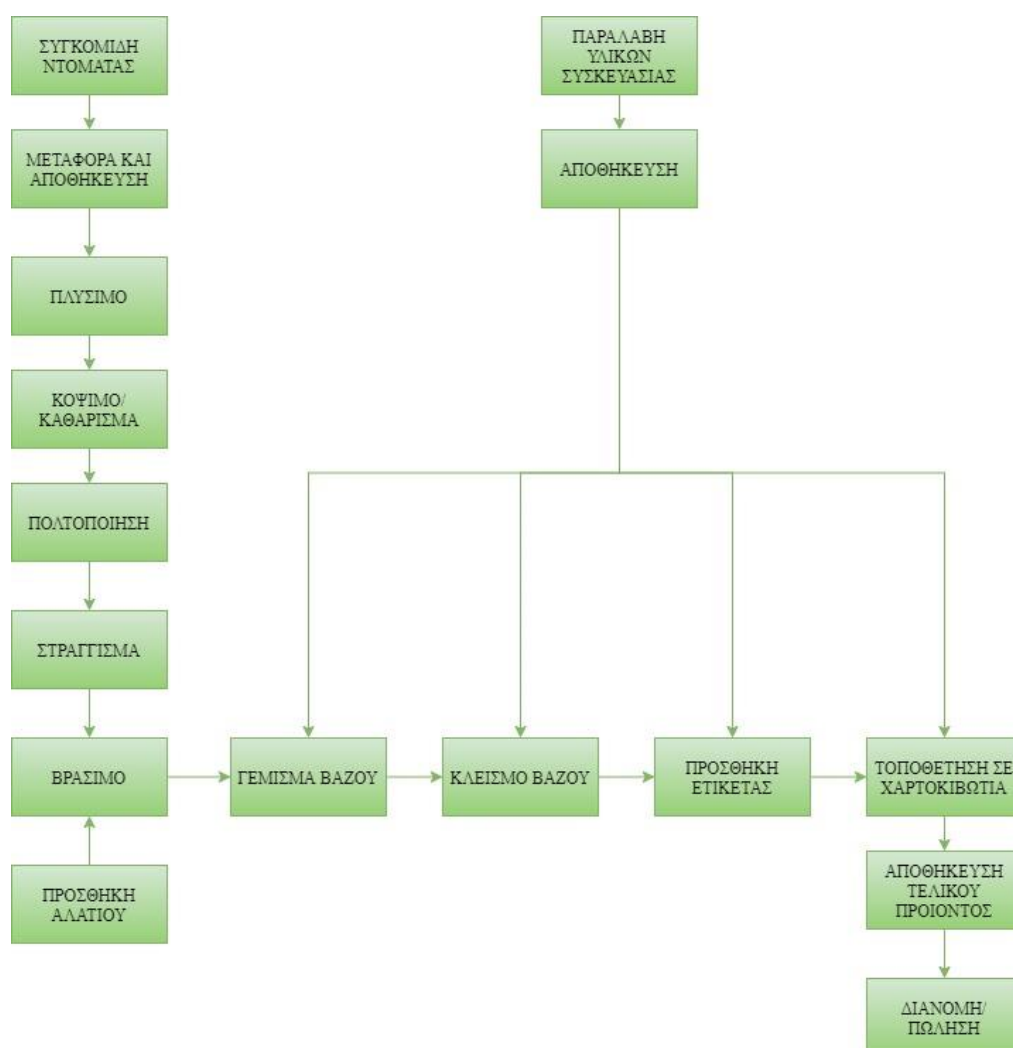 ΣΥΓΚΟΜΙΔΗ
ΝΤΟΜΑΤΑΣ
ΜΕΤΑΦΟΡΑ ΚΑΙ
ΑΠΟΘΗΚΕΥΣΗ
ΠΛΥΣΙΜΟ
ΚΟΨΙΜΟ/
ΚΑΘΑΡΙΣΜΑ
ΠΟΛΤΟΠΟΙΗΣΗ
ΣΤΡΑΓΓΙΣΜΑ
ΒΡΑΣΙΜΟ
ΠΡΟΣΘΗΚΗ
ΑΛΑΤΙΟΥ
ΠΑΡΑΛΑΒΗ
ΥΛΙΚΩΝ
ΣΥΣΚΕΥΑΣΙΑΣ
ΑΠΟΘΗΚΕΥΣΗ
ΓΕΜΙΣΜΑ ΒΑΖΟΥ
ΚΛΕΙΣΜΟ ΒΑΖΟΥ
ΠΡΟΣΘΗΚΗ
ΕΤΙΚΕΤΑΣ
ΤΟΠΟΘΕΤΗΣΗ ΣΕ
ΧΑΡΤΟΚΙΒΩΤΙΑ
ΑΠΟΘΗΚΕΥΣΗ
ΤΕΛΙΚΟΥ
ΠΡΟΙΟΝΤΟΣ
ΔΙΑΝΟΜΗ/
ΠΩΛΗΣΗ